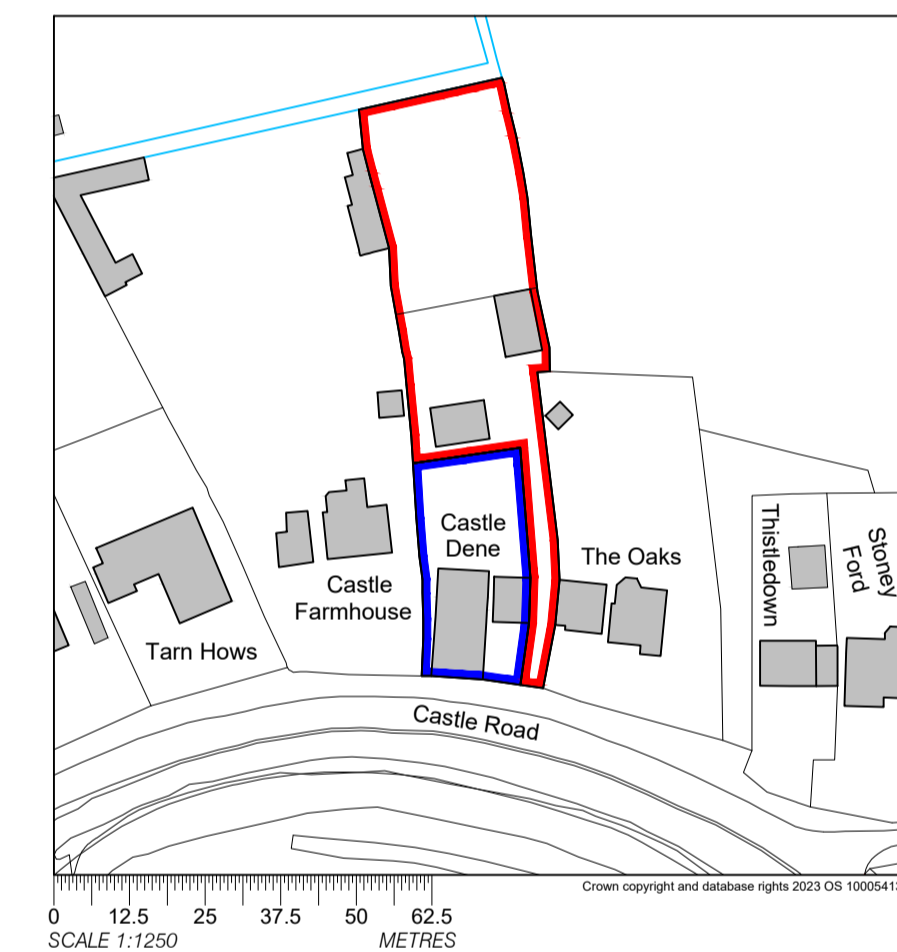 Castle
Dene
The Oaks
Castle
Farmhouse
Tarn Hows
Thistledown
Stoney
Ford
Castle Road
Crown copyright and database rights 2023 OS 10005413
0 12.5 25 37.5 50 62.5
SCALE 1:1250 METRES